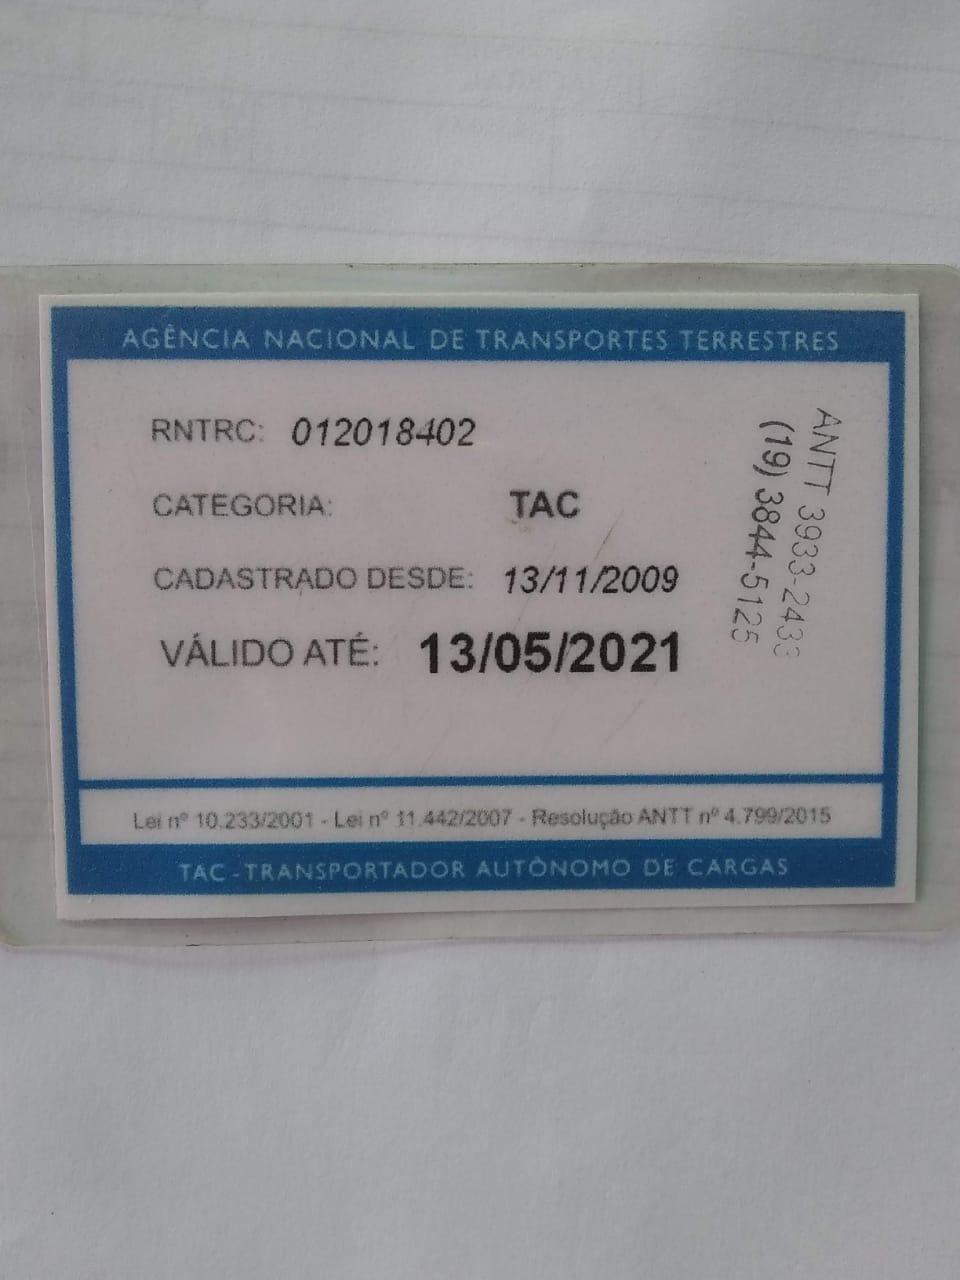 AGÊNCIA NACIONAL DE TRANSPORTES TERRESTRES
RNTRC: 012018402
CATEGORIA: TAC
CADASTRADO DESDE: 13/11/2009
VÁLIDO ATÉ: 13/05/2021
ANTT 3933-2433
(19) 3844-5125
Lei nº 10.233/2001 - Lei nº 11.442/2007 - Resolução ANTT nº 4.799/2015
TAC - TRANSPORTADOR AUTÔNOMO DE CARGAS